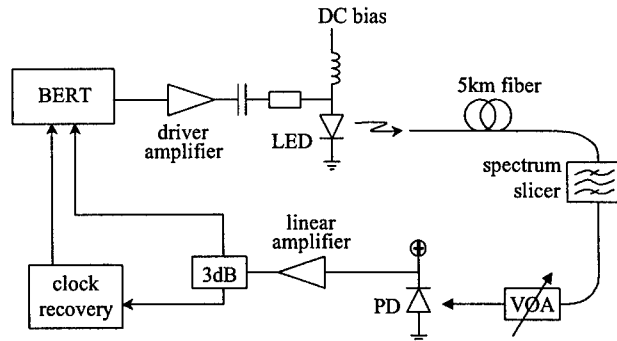 DC bias
BERT
driver
amplifier
LED
5km fiber
spectrum
slicer
linear
amplifier
3dB
clock
recovery
PD
VOA